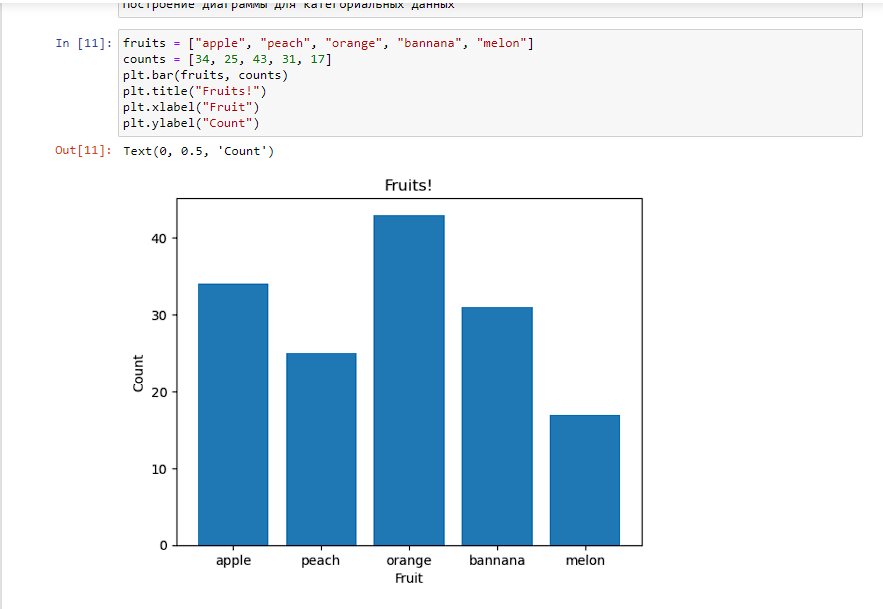 построение диаграммы для категориальных данных
In [11]: fruits = ["apple", "peach", "orange", "bannana", "melon"]
counts = [34, 25, 43, 31, 17]
plt.bar(fruits, counts)
plt.title("Fruits!")
plt.xlabel("Fruit")
plt.ylabel("Count")
Out[11]: Text(0, 0.5, 'Count')
Fruits!
40
30
20
10
0
Count
apple peach orange bannana melon
Fruit